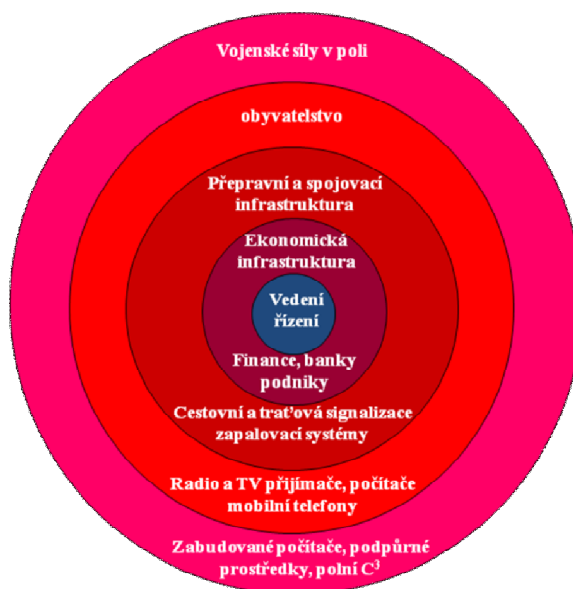 Vojenské síly v poli
obyvatelstvo
Přepravní a spojovací
infrastruktura
Ekonomická
infrastruktura
Vedení
řízení
Finance, banky
podniky
Cestovní a traťová signalizace
zapalovací systémy
Radio a TV přijímače, počítače
mobilní telefony
Zabudované počítače, podpůrné
prostředky, polní C³